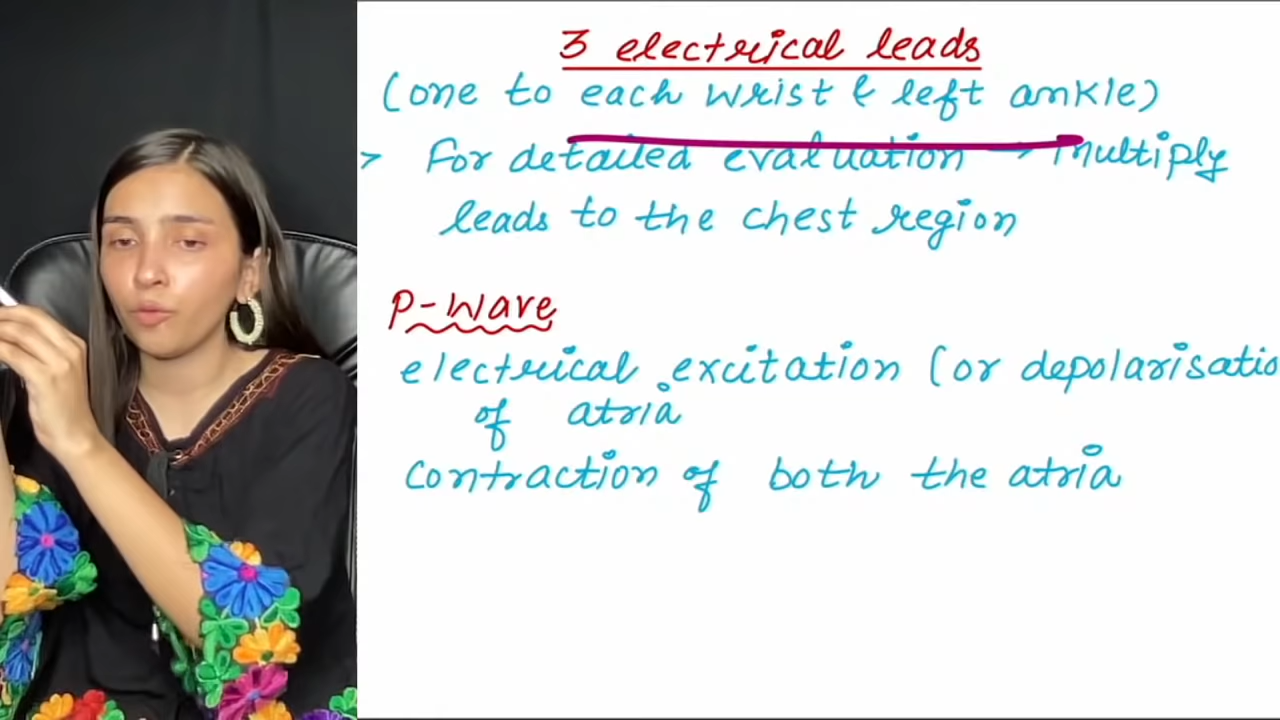 3 electrical leads
(one to each wrist & left ankle)
> For detailed evaluation → Multiply
leads to the chest region
P-wave
electrical excitation (or depolarisatio
of atria
contraction of both the atria